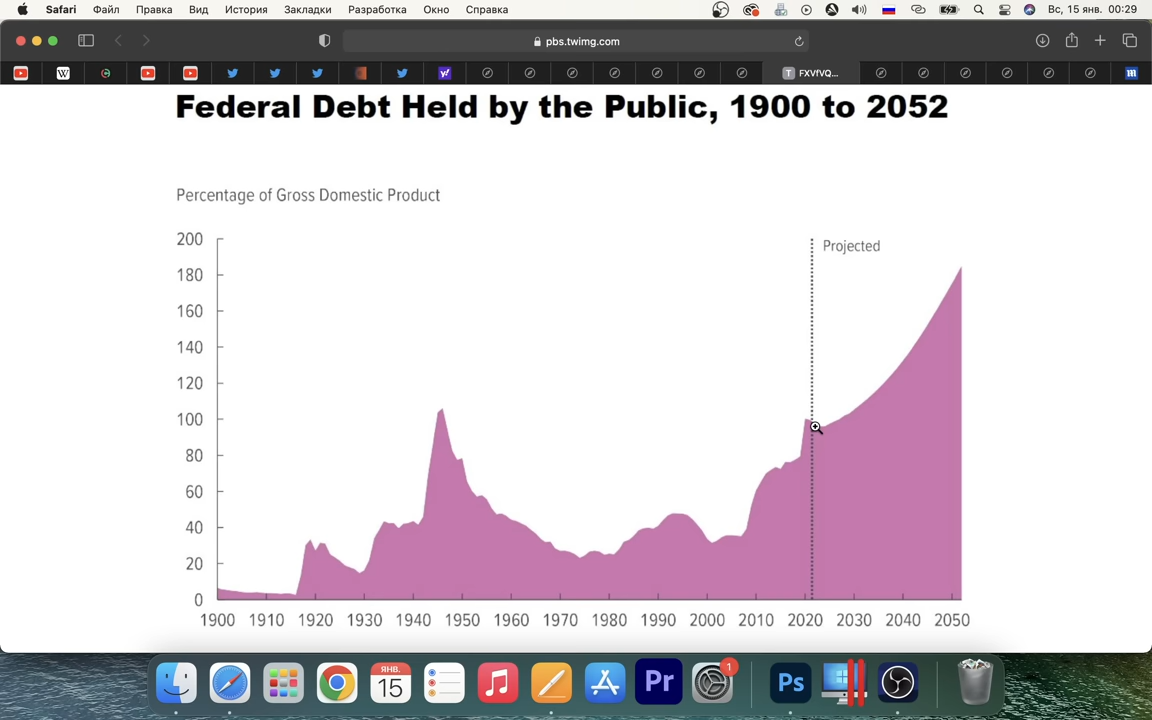 Safari Файл Правка Вид История Закладки Разработка Окно Справка Вс, 15 янв. 00:29
pbs.twimg.com
W y! T FXVfVQ... m
Federal Debt Held by the Public, 1900 to 2052
Percentage of Gross Domestic Product
200 Projected
180
160
140
120
100
80
60
40
20
0
1900 1910 1920 1930 1940 1950 1960 1970 1980 1990 2000 2010 2020 2030 2040 2050
ЯНВ. 1
15 Pr Ps